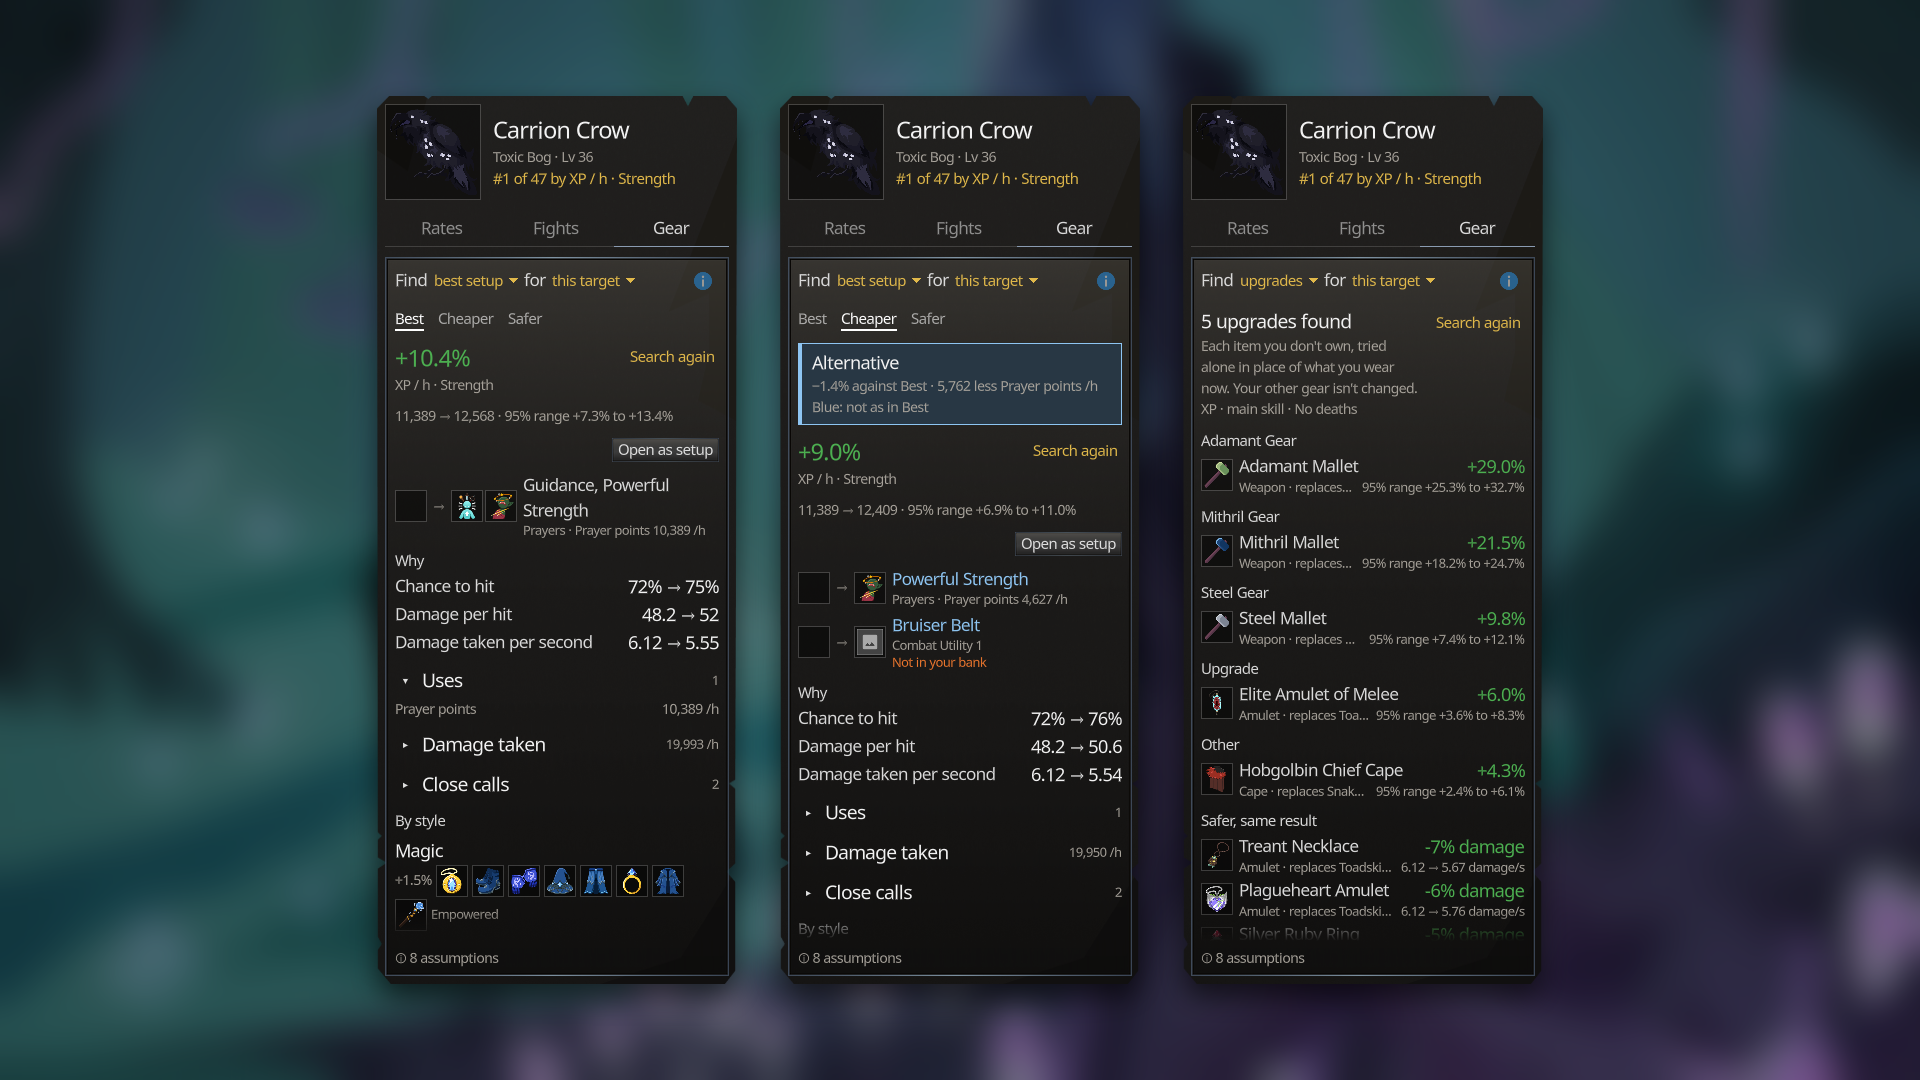 Carrion Crow
Toxic Bog · Lv 36
#1 of 47 by XP / h · Strength
Rates Fights Gear
Find best setup for this target
Best Cheaper Safer
+10.4% Search again
XP / h · Strength
11,389 → 12,568 · 95% range +7.3% to +13.4%
Open as setup
→ Guidance, Powerful
Strength
Prayers · Prayer points 10,389 /h
Why
Chance to hit 72% → 75%
Damage per hit 48.2 → 52
Damage taken per second 6.12 → 5.55
Uses 1
Prayer points 10,389 /h
Damage taken 19,993 /h
Close calls 2
By style
Magic
+1.5%
Empowered
8 assumptions
Carrion Crow
Toxic Bog · Lv 36
#1 of 47 by XP / h · Strength
Rates Fights Gear
Find best setup for this target
Best Cheaper Safer
Alternative
−1.4% against Best · 5,762 less Prayer points /h
Blue: not as in Best
+9.0% Search again
XP / h · Strength
11,389 → 12,409 · 95% range +6.9% to +11.0%
Open as setup
→ Powerful Strength
Prayers · Prayer points 4,627 /h
→ Bruiser Belt
Combat Utility 1
Not in your bank
Why
Chance to hit 72% → 76%
Damage per hit 48.2 → 50.6
Damage taken per second 6.12 → 5.54
Uses 1
Damage taken 19,950 /h
Close calls 2
By style
8 assumptions
Carrion Crow
Toxic Bog · Lv 36
#1 of 47 by XP / h · Strength
Rates Fights Gear
Find upgrades for this target
5 upgrades found Search again
Each item you don't own, tried
alone in place of what you wear
now. Your other gear isn't changed.
XP · main skill · No deaths
Adamant Gear
Adamant Mallet +29.0%
Weapon · replaces... 95% range +25.3% to +32.7%
Mithril Gear
Mithril Mallet +21.5%
Weapon · replaces... 95% range +18.2% to +24.7%
Steel Gear
Steel Mallet +9.8%
Weapon · replaces ... 95% range +7.4% to +12.1%
Upgrade
Elite Amulet of Melee +6.0%
Amulet · replaces Toa... 95% range +3.6% to +8.3%
Other
Hobgolbin Chief Cape +4.3%
Cape · replaces Snak... 95% range +2.4% to +6.1%
Safer, same result
Treant Necklace -7% damage
Amulet · replaces Toadski... 6.12 → 5.67 damage/s
Plagueheart Amulet -6% damage
Amulet · replaces Toadski... 6.12 → 5.76 damage/s
Silver Ruby Ring -5% damage
8 assumptions